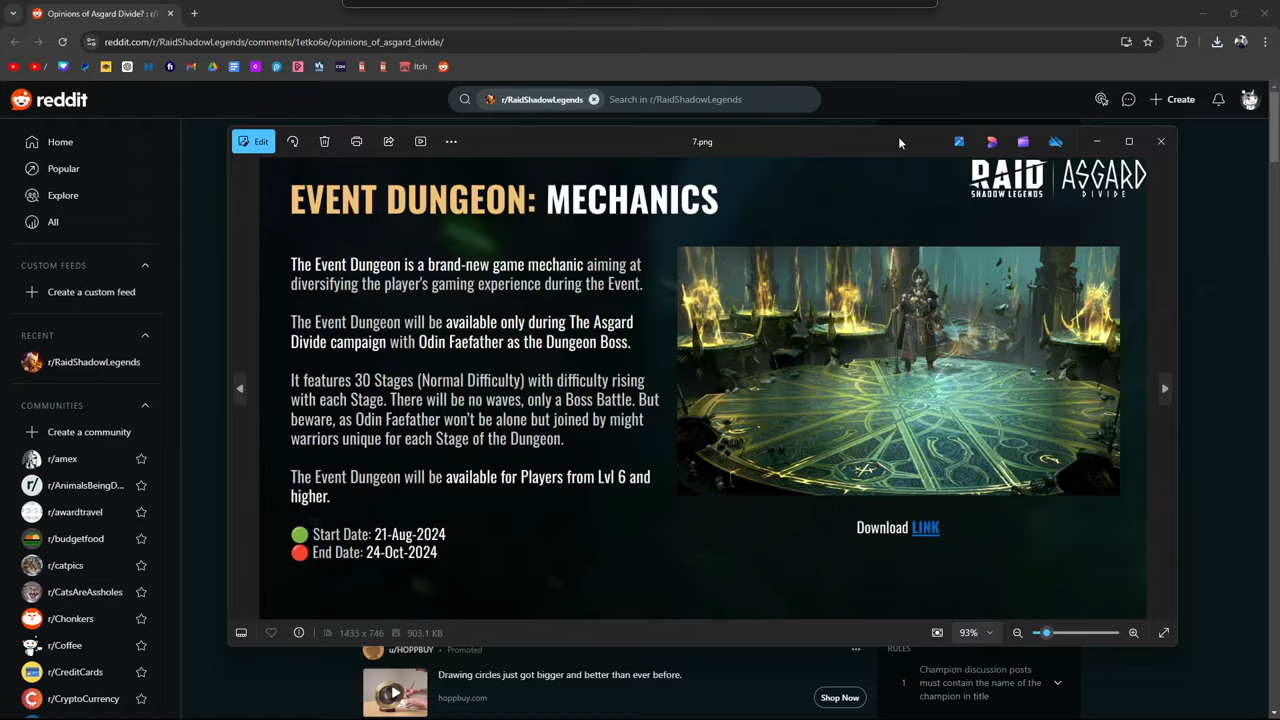 Opinions of Asgard Divide? : r/
reddit.com/r/RaidShadowLegends/comments/1etko6e/opinions_of_asgard_divide/
Itch
reddit
r/RaidShadowLegends
Search in r/RaidShadowLegends
Create
Home
Popular
Explore
All
CUSTOM FEEDS
Create a custom feed
RECENT
r/RaidShadowLegends
COMMUNITIES
Create a community
r/amex
r/AnimalsBeingD...
r/awardtravel
r/budgetfood
r/catpics
r/CatsAreAssholes
r/Chonkers
r/Coffee
r/CreditCards
r/CryptoCurrency
Edit
7.png
RAID
SHADOW LEGENDS
ASGARD
DIVIDE
EVENT DUNGEON: MECHANICS
The Event Dungeon is a brand-new game mechanic aiming at
diversifying the player's gaming experience during the Event.
The Event Dungeon will be available only during The Asgard
Divide campaign with Odin Faefather as the Dungeon Boss.
It features 30 Stages (Normal Difficulty) with difficulty rising
with each Stage. There will be no waves, only a Boss Battle. But
beware, as Odin Faefather won't be alone but joined by might
warriors unique for each Stage of the Dungeon.
The Event Dungeon will be available for Players from Lvl 6 and
higher.
Start Date: 21-Aug-2024
End Date: 24-Oct-2024
Download LINK
1433 x 746
903.1 KB
93%
u/HOPPBUY • Promoted
Drawing circles just got bigger and better than ever before.
hoppbuy.com
Shop Now
RULES
1
Champion discussion posts
must contain the name of the
champion in title